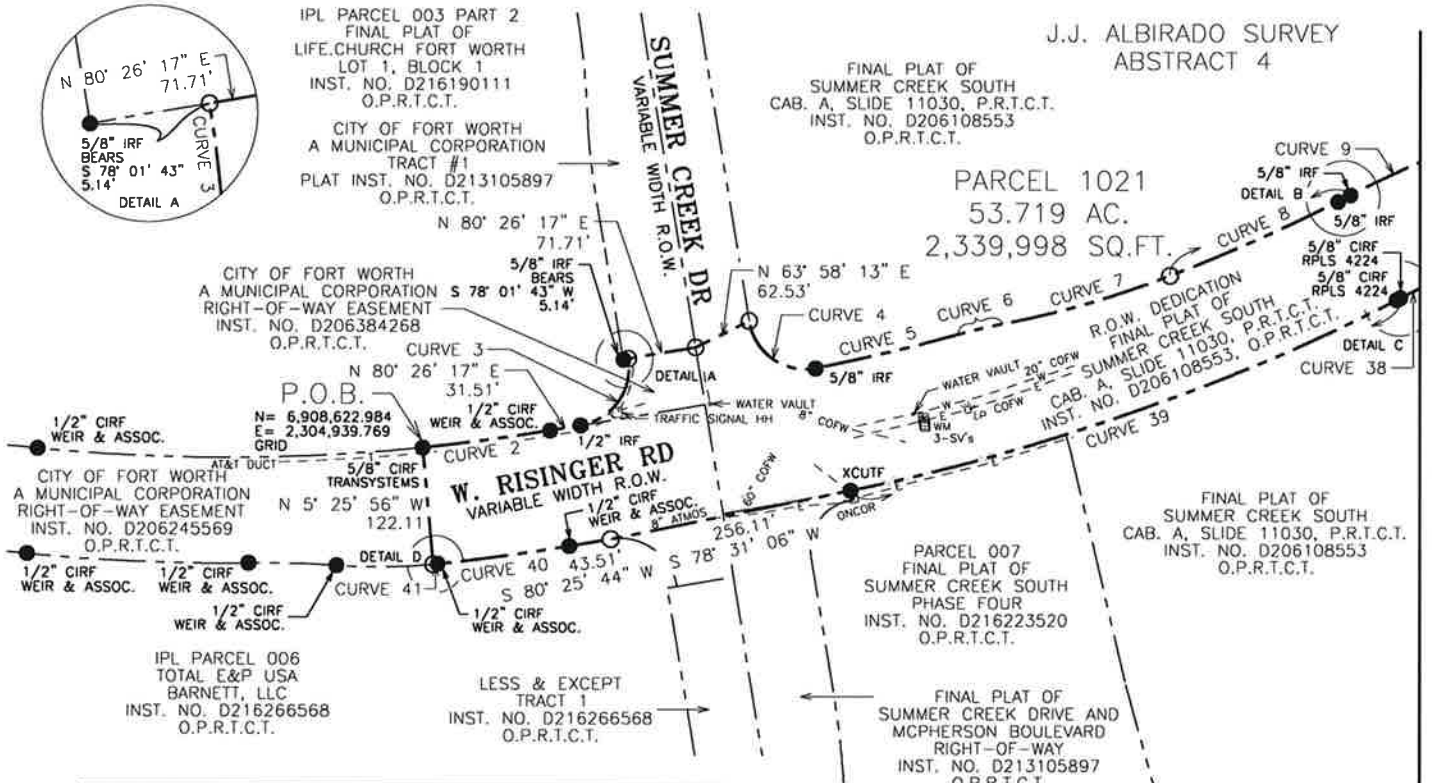 N 80° 26' 17" E
71.71'
5/8" IRF
BEARS
S 78° 01' 43"
5.14'
CURVE 3
DETAIL A
IPL PARCEL 003 PART 2
FINAL PLAT OF
LIFE.CHURCH FORT WORTH
LOT 1, BLOCK 1
INST. NO. D216190111
O.P.R.T.C.T.
CITY OF FORT WORTH
A MUNICIPAL CORPORATION
TRACT #1
PLAT INST. NO. D213105897
O.P.R.T.C.T.
N 80° 26' 17" E
71.71'
SUMMER CREEK DR
VARIABLE WIDTH R.O.W.
FINAL PLAT OF
SUMMER CREEK SOUTH
CAB. A, SLIDE 11030, P.R.T.C.T.
INST. NO. D206108553
O.P.R.T.C.T.
J.J. ALBIRADO SURVEY
ABSTRACT 4
PARCEL 1021
53.719 AC.
2,339,998 SQ.FT.
CURVE 9
5/8" IRF
DETAIL B
5/8" IRF
CURVE 8
5/8" CIRF
RPLS 4224
5/8" CIRF
RPLS 4224
DETAIL C
CURVE 38
CITY OF FORT WORTH
A MUNICIPAL CORPORATION
RIGHT-OF-WAY EASEMENT
INST. NO. D206384268
O.P.R.T.C.T.
5/8" IRF
BEARS
S 78° 01' 43" W
5.14'
N 63° 58' 13" E
62.53'
CURVE 4
CURVE 5
CURVE 6
CURVE 7
5/8" IRF
CURVE 3
DETAIL A
N 80° 26' 17" E
31.51'
P.O.B.
N= 6,908,622.984
E= 2,304,939.769
GRID
1/2" CIRF
WEIR & ASSOC.
1/2" CIRF
WEIR & ASSOC.
WATER VAULT
TRAFFIC SIGNAL HH
1/2" IRF
CURVE 2
AT&T DUCT
5/8" CIRF
TRANSYSTEMS
W. RISINGER RD
VARIABLE WIDTH R.O.W.
8" COFW
WATER VAULT
20" COFW
W
W
E
E
WM
3-SV's
COFW
R.O.W. DEDICATION
FINAL PLAT OF
SUMMER CREEK SOUTH
CAB. A, SLIDE 11030, P.R.T.C.T.
INST. NO. D206108553, O.P.R.T.C.T.
CURVE 39
CITY OF FORT WORTH
A MUNICIPAL CORPORATION
RIGHT-OF-WAY EASEMENT
INST. NO. D206245569
O.P.R.T.C.T.
N 5° 25' 56" W
122.11
1/2" CIRF
WEIR & ASSOC.
8" ATMOS
60" COFW
XCUTF
ONCOR
256.11'
S 78° 31' 06" W
DETAIL D
CURVE 40
43.51'
S 80° 25' 44" W
CURVE 41
1/2" CIRF
WEIR & ASSOC.
1/2" CIRF
WEIR & ASSOC.
1/2" CIRF
WEIR & ASSOC.
1/2" CIRF
WEIR & ASSOC.
PARCEL 007
FINAL PLAT OF
SUMMER CREEK SOUTH
PHASE FOUR
INST. NO. D216223520
O.P.R.T.C.T.
FINAL PLAT OF
SUMMER CREEK SOUTH
CAB. A, SLIDE 11030, P.R.T.C.T.
INST. NO. D206108553
O.P.R.T.C.T.
IPL PARCEL 006
TOTAL E&P USA
BARNETT, LLC
INST. NO. D216266568
O.P.R.T.C.T.
LESS & EXCEPT
TRACT 1
INST. NO. D216266568
O.P.R.T.C.T.
FINAL PLAT OF
SUMMER CREEK DRIVE AND
MCPHERSON BOULEVARD
RIGHT-OF-WAY
INST. NO. D213105897
O.P.R.T.C.T.